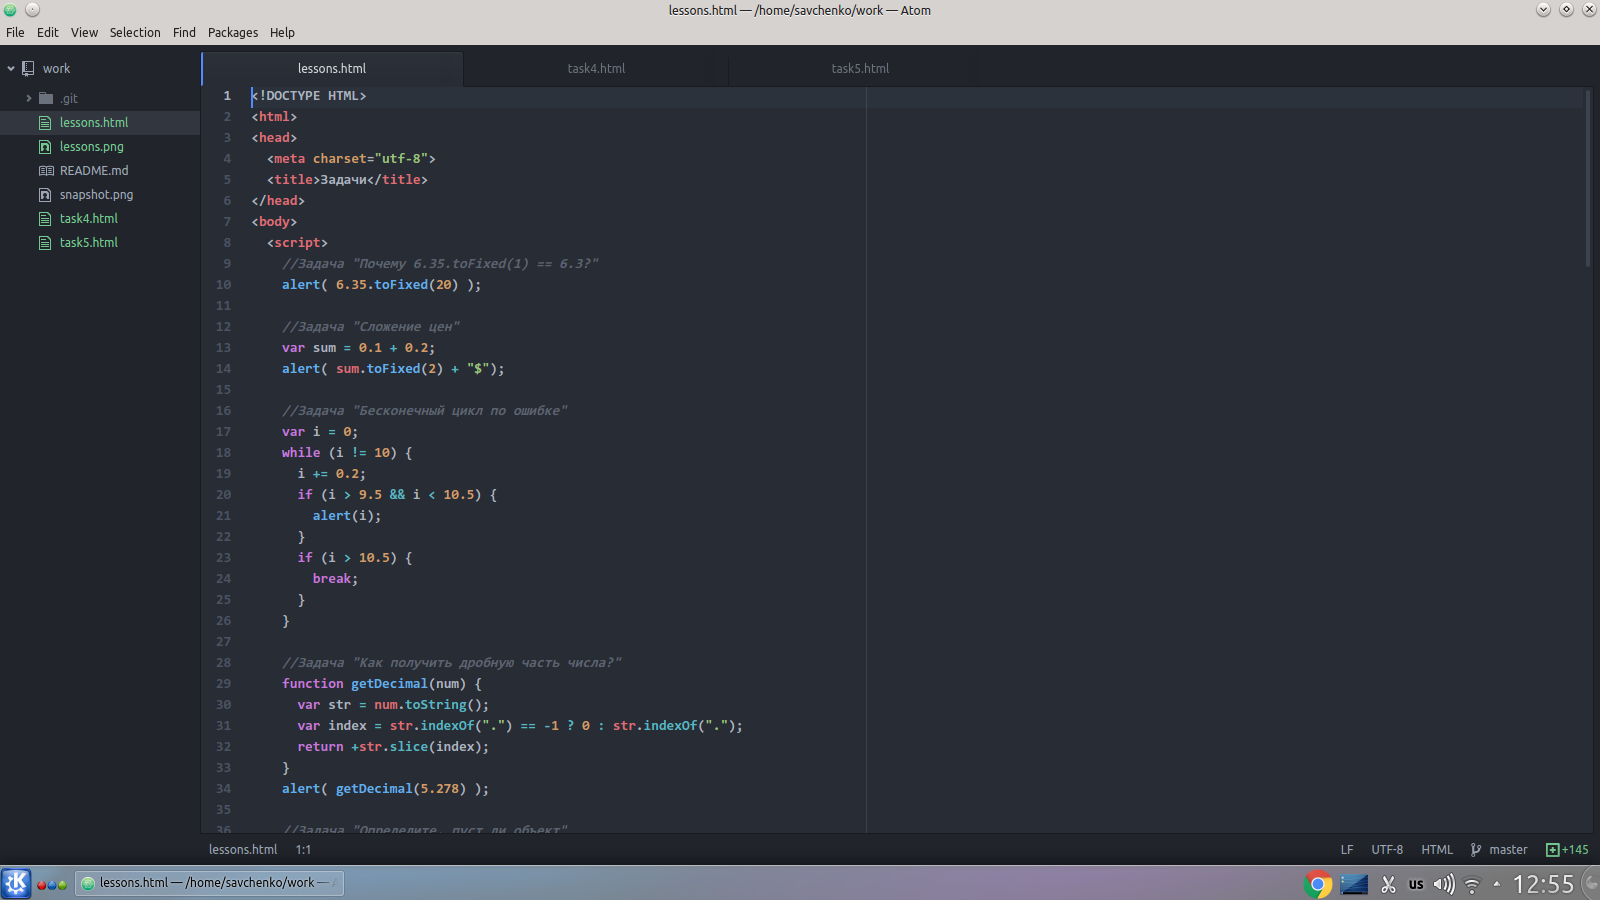 lessons.html — /home/savchenko/work — Atom
File Edit View Selection Find Packages Help
work
.git
lessons.html
lessons.png
README.md
snapshot.png
task4.html
task5.html
lessons.html task4.html task5.html
1 <!DOCTYPE HTML>
2 <html>
3 <head>
4   <meta charset="utf-8">
5   <title>Задачи</title>
6 </head>
7 <body>
8   <script>
9     //Задача "Почему 6.35.toFixed(1) == 6.3?"
10     alert( 6.35.toFixed(20) );
11
12     //Задача "Сложение цен"
13     var sum = 0.1 + 0.2;
14     alert( sum.toFixed(2) + "$");
15
16     //Задача "Бесконечный цикл по ошибке"
17     var i = 0;
18     while (i != 10) {
19       i += 0.2;
20       if (i > 9.5 && i < 10.5) {
21         alert(i);
22       }
23       if (i > 10.5) {
24         break;
25       }
26     }
27
28     //Задача "Как получить дробную часть числа?"
29     function getDecimal(num) {
30       var str = num.toString();
31       var index = str.indexOf(".") == -1 ? 0 : str.indexOf(".");
32       return +str.slice(index);
33     }
34     alert( getDecimal(5.278) );
35
36     //Задача "Определите, пуст ли объект"
lessons.html 1:1 LF UTF-8 HTML master +145
lessons.html — /home/savchenko/work — A
us 12:55